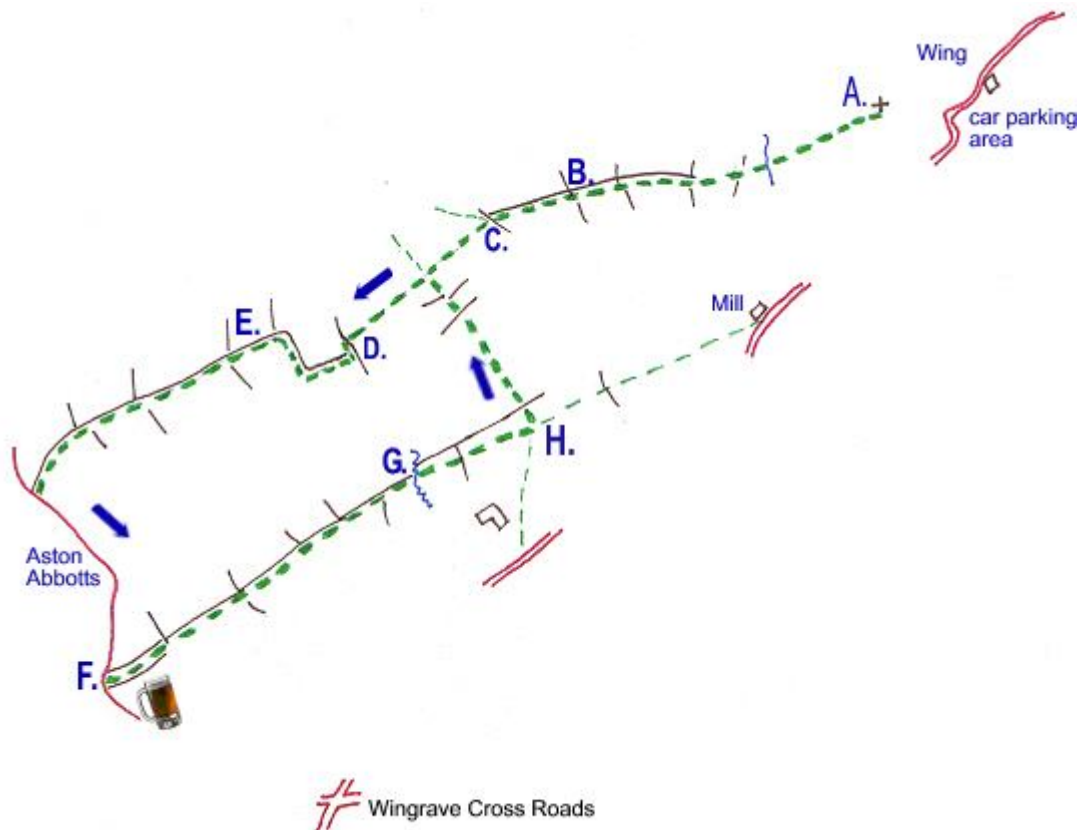 Wing
A.
car parking
area
B.
C.
Mill
E.
D.
H.
G.
Aston
Abbotts
F.
Wingrave Cross Roads